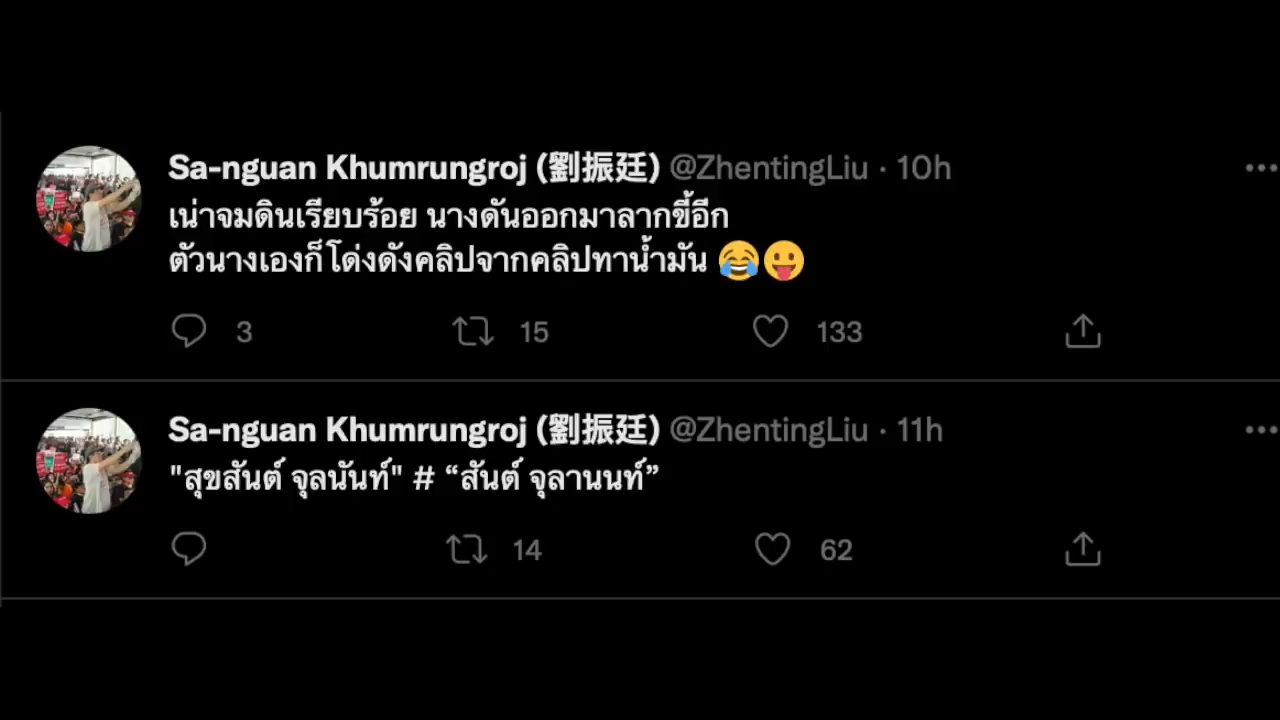 Sa-nguan Khumrungroj (劉振廷) @ZhentingLiu · 10h
เน่าจมดินเรียบร้อย นางดันออกมาลากขี้อีก
ตัวนางเองก็โด่งดังคลิปจากคลิปทาน้ำมัน 😂😛
3 15 133
Sa-nguan Khumrungroj (劉振廷) @ZhentingLiu · 11h
"สุขสันต์ จุลนันท์" # “สันต์ จุลานนท์”
14 62